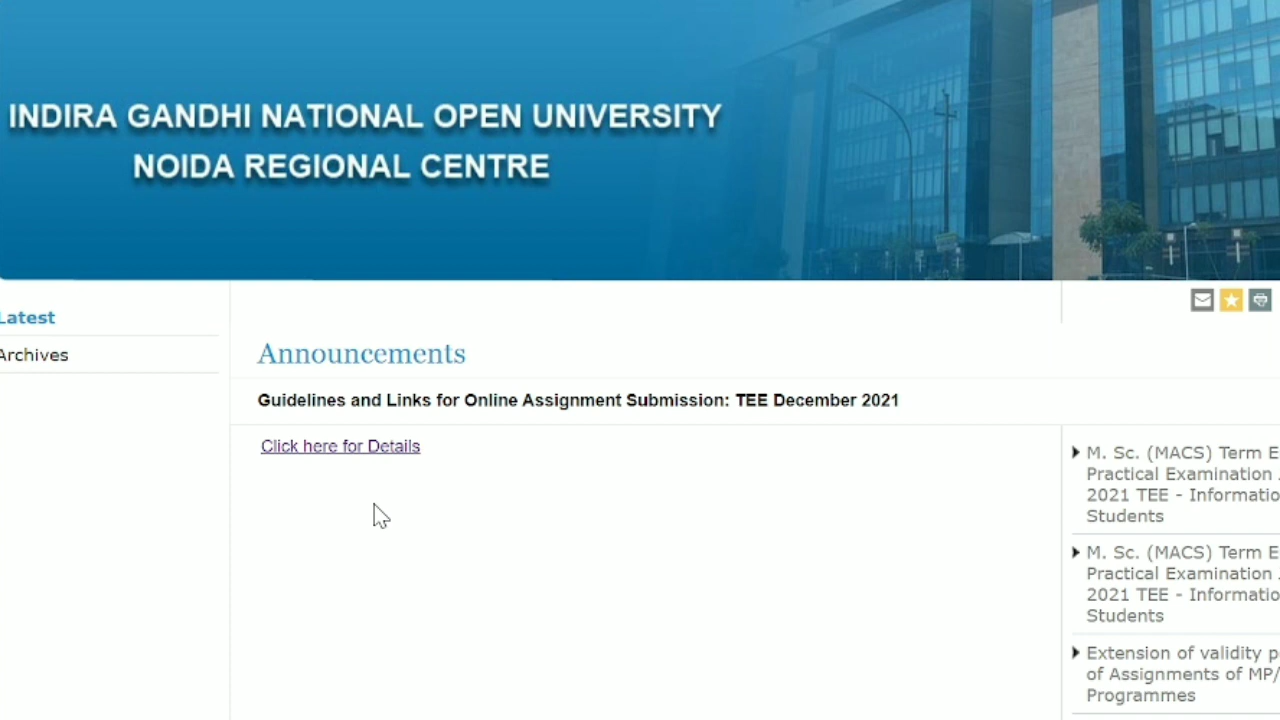 INDIRA GANDHI NATIONAL OPEN UNIVERSITY
NOIDA REGIONAL CENTRE
Latest
Archives
Announcements
Guidelines and Links for Online Assignment Submission: TEE December 2021
Click here for Details
M. Sc. (MACS) Term E
Practical Examination
2021 TEE - Informatio
Students
M. Sc. (MACS) Term E
Practical Examination
2021 TEE - Informatio
Students
Extension of validity p
of Assignments of MP/
Programmes